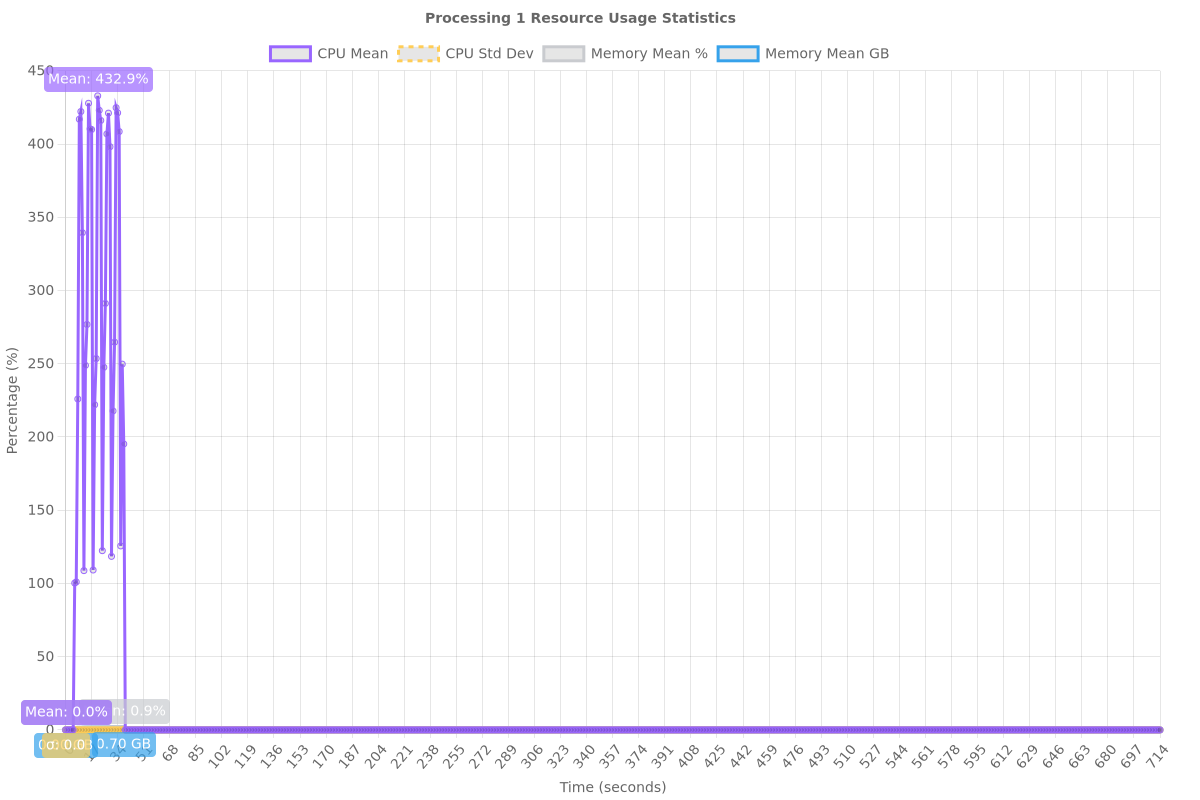 Processing 1 Resource Usage Statistics
CPU Mean
CPU Std Dev
Memory Mean %
Memory Mean GB
450
Mean: 432.9%
400
350
300
250
200
150
100
50
0
Percentage (%)
Mean: 0.0%
0.9%
σ: 0.0
0.70 GB
68 85 102 119 136 153 170 187 204 221 238 255 272 289 306 323 340 357 374 391 408 425 442 459 476 493 510 527 544 561 578 595 612 629 646 663 680 697 714
Time (seconds)